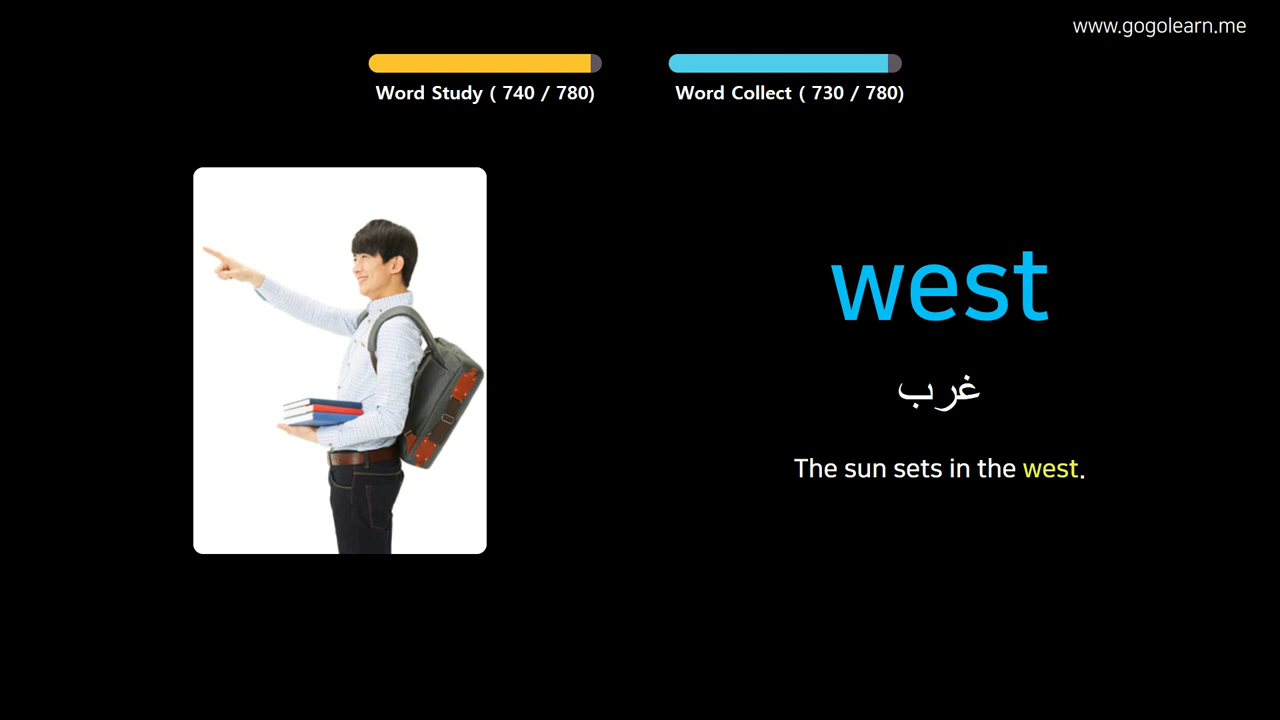 www.gogolearn.me
Word Study ( 740 / 780)
Word Collect ( 730 / 780)
west
غرب
The sun sets in the west.